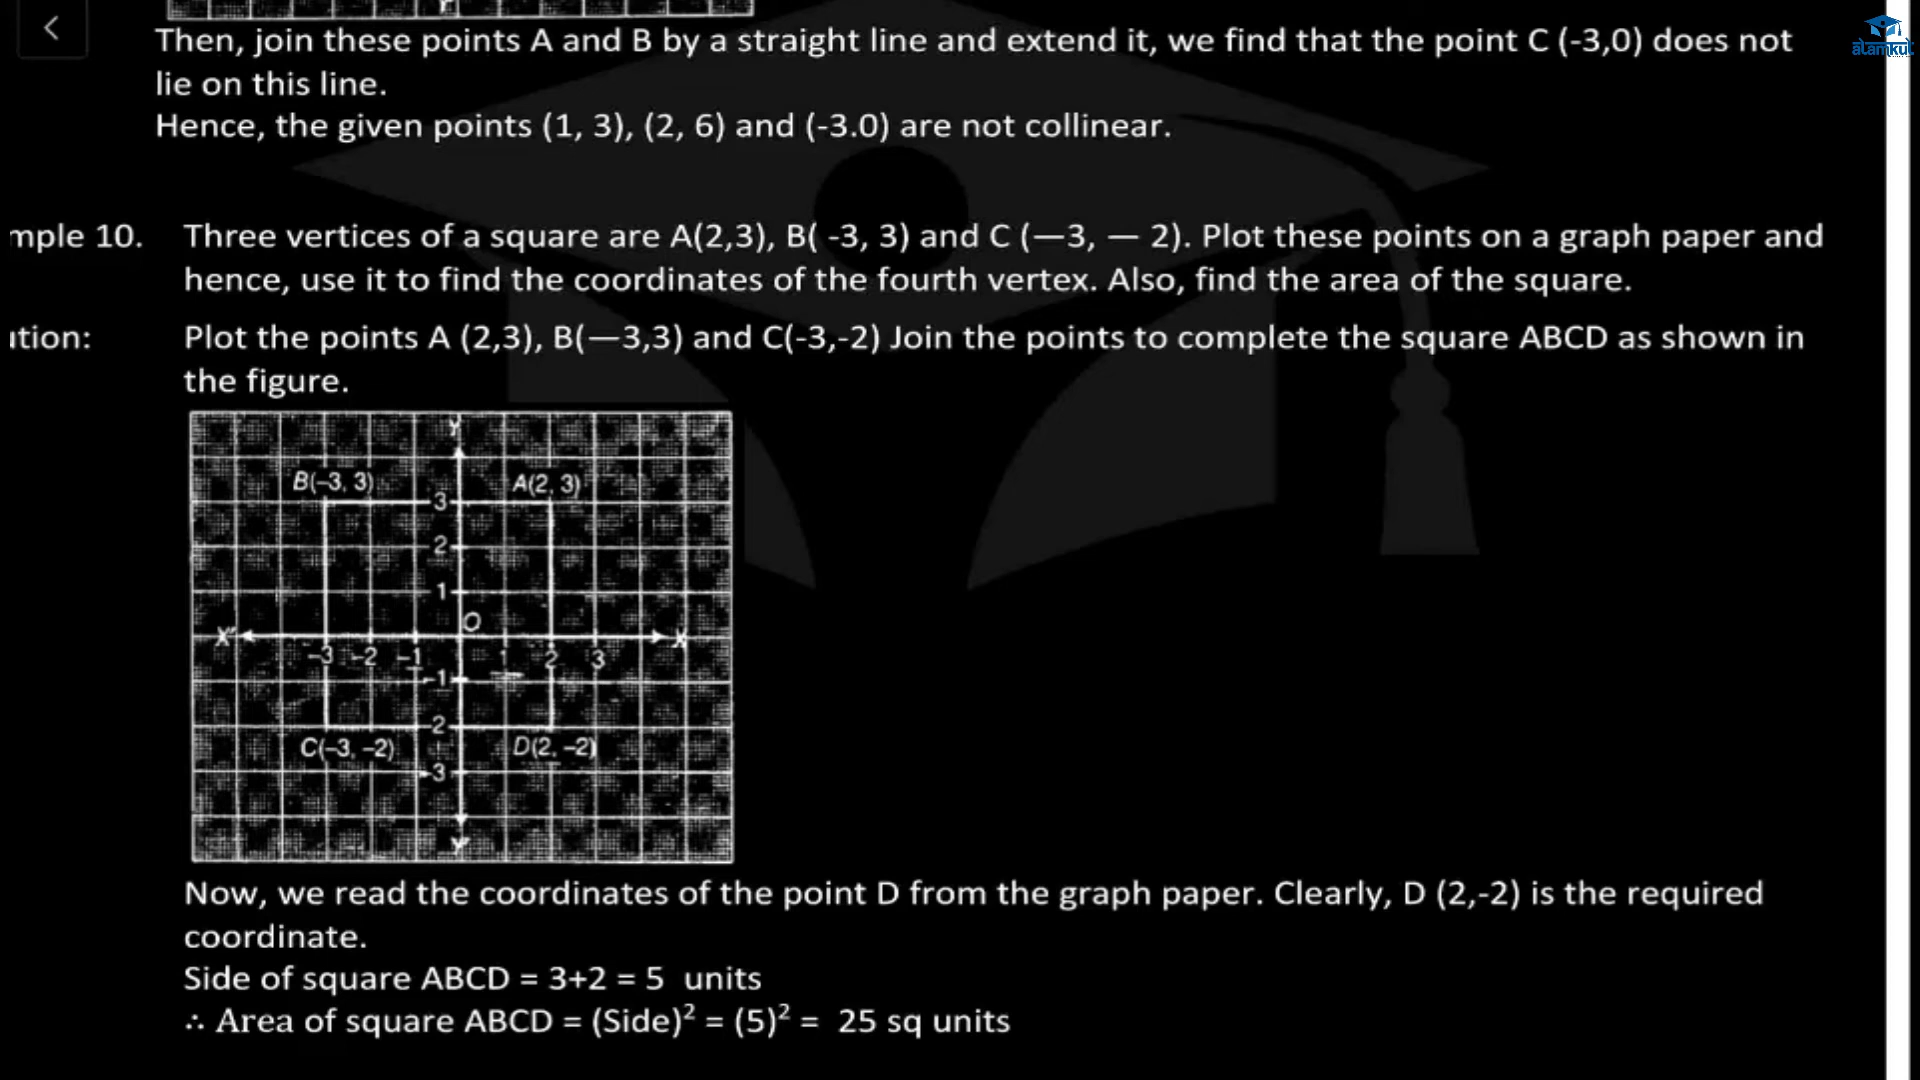 Then, join these points A and B by a straight line and extend it, we find that the point C (-3,0) does not
lie on this line.
Hence, the given points (1, 3), (2, 6) and (-3.0) are not collinear.
alamkul
mple 10. Three vertices of a square are A(2,3), B( -3, 3) and C (—3, — 2). Plot these points on a graph paper and
hence, use it to find the coordinates of the fourth vertex. Also, find the area of the square.
ution: Plot the points A (2,3), B(—3,3) and C(-3,-2) Join the points to complete the square ABCD as shown in
the figure.
Y
B(–3, 3) A(2, 3)
3
2
1
O
X' X
–3 –2 –1 1 2 3
–1
–2
C(–3, –2) D(2, –2)
–3
Y'
Now, we read the coordinates of the point D from the graph paper. Clearly, D (2,-2) is the required
coordinate.
Side of square ABCD = 3+2 = 5 units
∴ Area of square ABCD = (Side)² = (5)² = 25 sq units